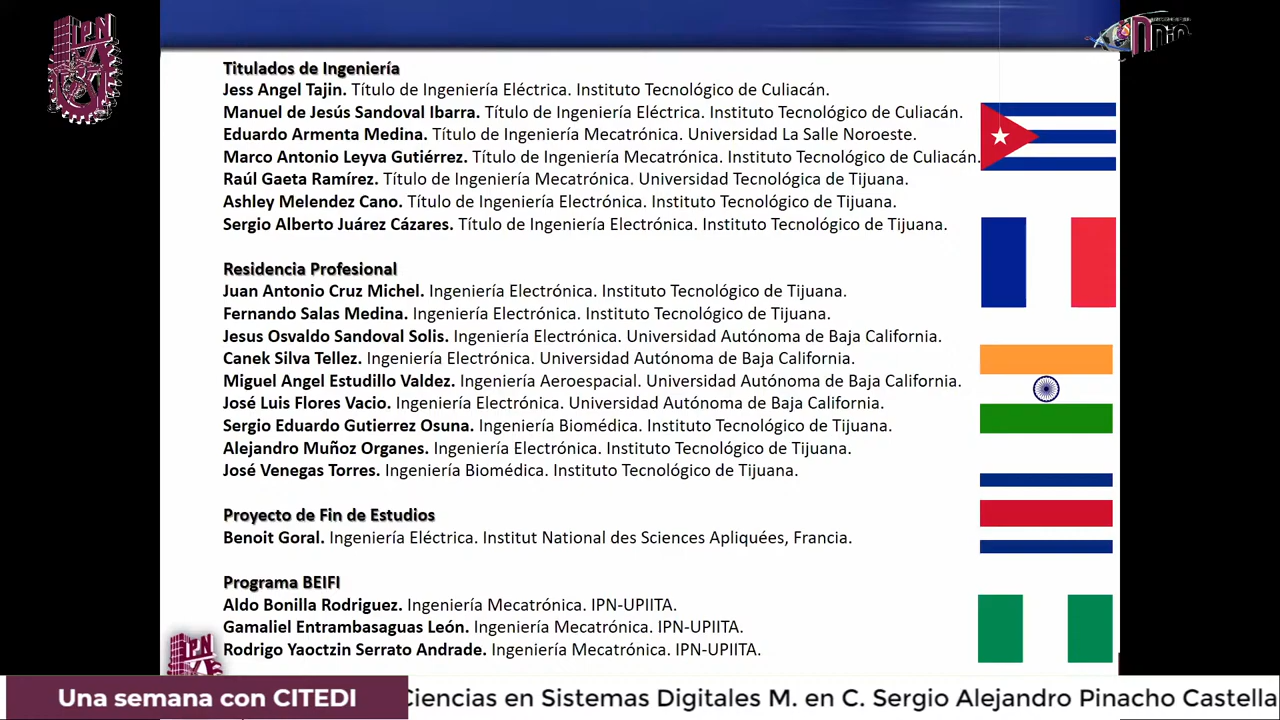 IPN
Titulados de Ingeniería
Jess Angel Tajin. Título de Ingeniería Eléctrica. Instituto Tecnológico de Culiacán.
Manuel de Jesús Sandoval Ibarra. Título de Ingeniería Eléctrica. Instituto Tecnológico de Culiacán.
Eduardo Armenta Medina. Título de Ingeniería Mecatrónica. Universidad La Salle Noroeste.
Marco Antonio Leyva Gutiérrez. Título de Ingeniería Mecatrónica. Instituto Tecnológico de Culiacán.
Raúl Gaeta Ramírez. Título de Ingeniería Mecatrónica. Universidad Tecnológica de Tijuana.
Ashley Melendez Cano. Título de Ingeniería Electrónica. Instituto Tecnológico de Tijuana.
Sergio Alberto Juárez Cázares. Título de Ingeniería Electrónica. Instituto Tecnológico de Tijuana.
Residencia Profesional
Juan Antonio Cruz Michel. Ingeniería Electrónica. Instituto Tecnológico de Tijuana.
Fernando Salas Medina. Ingeniería Electrónica. Instituto Tecnológico de Tijuana.
Jesus Osvaldo Sandoval Solis. Ingeniería Electrónica. Universidad Autónoma de Baja California.
Canek Silva Tellez. Ingeniería Electrónica. Universidad Autónoma de Baja California.
Miguel Angel Estudillo Valdez. Ingeniería Aeroespacial. Universidad Autónoma de Baja California.
José Luis Flores Vacio. Ingeniería Electrónica. Universidad Autónoma de Baja California.
Sergio Eduardo Gutierrez Osuna. Ingeniería Biomédica. Instituto Tecnológico de Tijuana.
Alejandro Muñoz Organes. Ingeniería Electrónica. Instituto Tecnológico de Tijuana.
José Venegas Torres. Ingeniería Biomédica. Instituto Tecnológico de Tijuana.
Proyecto de Fin de Estudios
Benoit Goral. Ingeniería Eléctrica. Institut National des Sciences Apliquées, Francia.
Programa BEIFI
Aldo Bonilla Rodriguez. Ingeniería Mecatrónica. IPN-UPIITA.
Gamaliel Entrambasaguas León. Ingeniería Mecatrónica. IPN-UPIITA.
Rodrigo Yaoctzin Serrato Andrade. Ingeniería Mecatrónica. IPN-UPIITA.
IPN
Una semana con CITEDI
Ciencias en Sistemas Digitales M. en C. Sergio Alejandro Pinacho Castella